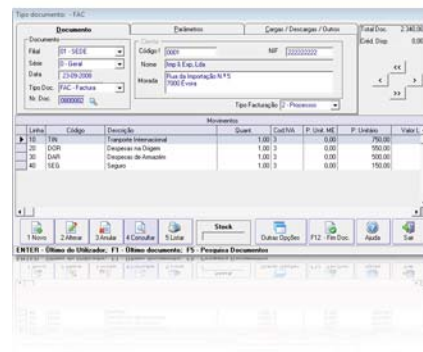 Tipo documento: - FAC
Documento Parâmetros Cargas / Descargas / Outros Total Doc. 2.340,00
Documento Cliente Créd. Disp. 0,00
Filial 01 - SEDE Código 0001 NIF 222222222
Série 0 - Geral Nome Imp & Exp, Lda
Data 23-09-2008 Morada Rua da Importação N.º 5
7000 Évora
Tipo Doc. FAC - Factura
Nr. Doc. 0000002 Tipo Facturação 2 - Processo
Movimentos
Linha Código Descrição Quant. Cod.IVA P. Unit. ME P. Unitário Valor L
10 TIN Transporte Internacional 1,00 3 0,00 750,00
20 DOR Despesas na Origem 1,00 3 0,00 550,00
30 DAR Despesas de Armazém 1,00 3 0,00 500,00
40 SEG Seguro 1,00 3 0,00 150,00
Stock
1 Novo 2 Alterar 3 Anular 4 Consultar 5 Listar Outras Opções F12 - Fim Doc. Ajuda Sair
ENTER - Último do Utilizador, F1 - Último documento; F5 - Pesquisa Documentos